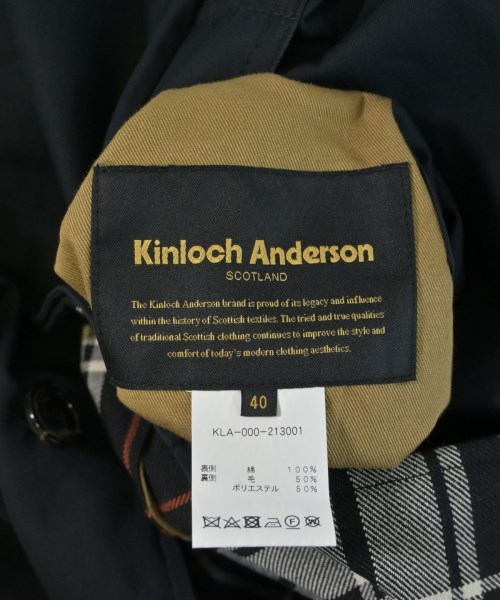 Kinloch Anderson
SCOTLAND
The Kinloch Anderson brand is proud of its legacy and influence
within the history of Scottish textiles. The tried and true qualities
of traditional Scottish clothing continues to improve the style and
comfort of today's modern clothing aesthetics.
40
KLA-000-213001
表側 綿 100%
裏側 毛 50%
ポリエステル 50%